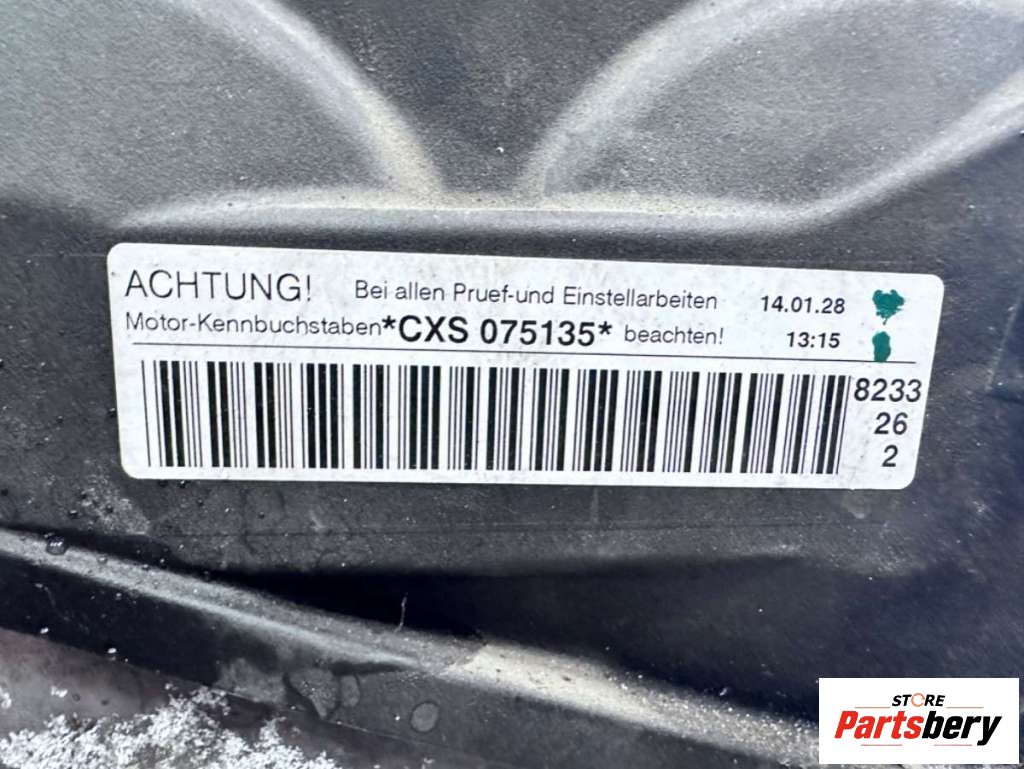 ACHTUNG! Bei allen Pruef-und Einstellarbeiten 14.01.28
Motor-Kennbuchstaben*CXS 075135* beachten! 13:15
8233
26
2
STORE
Partsbery